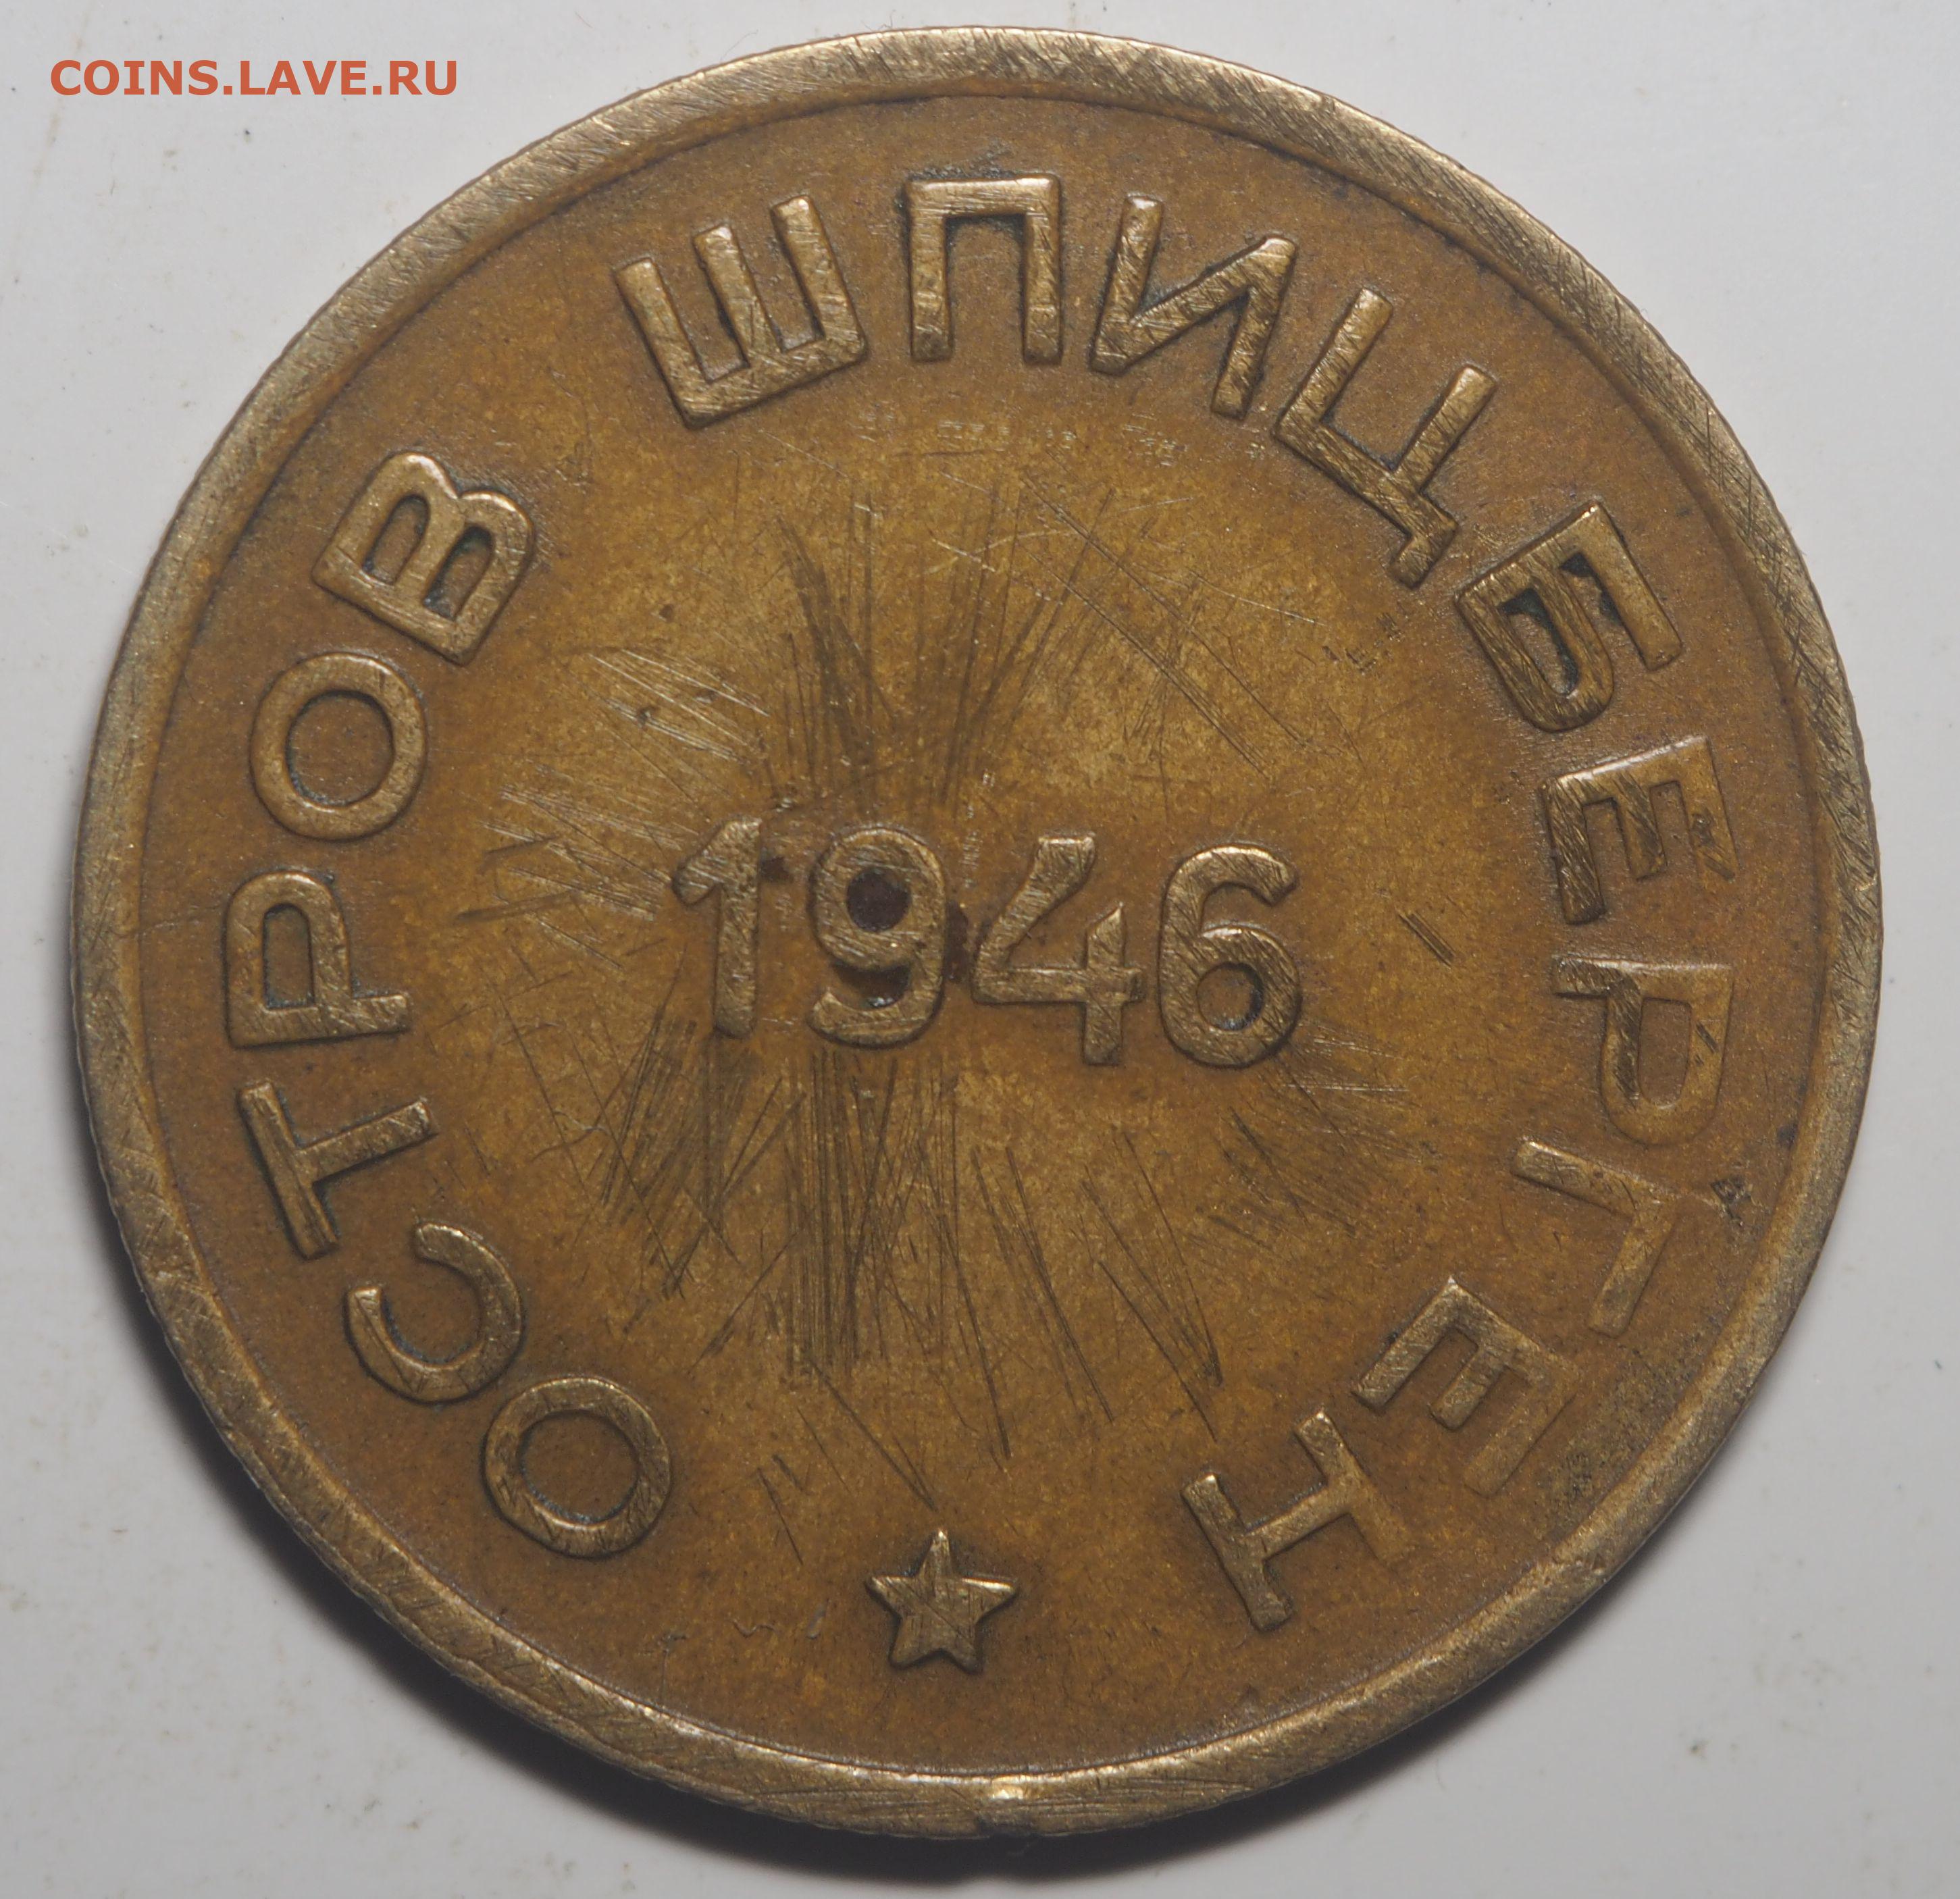 COINS.LAVE.RU
ОСТРОВ ШПИЦБЕРГЕН
1946